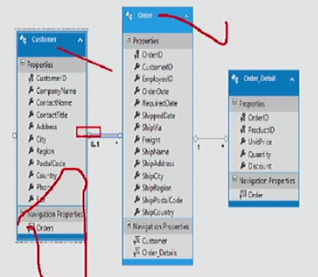 Customer
Properties
CustomerID
CompanyName
ContactName
ContactTitle
Address
City
Region
PostalCode
Country
Phone
Navigation Properties
Orders
0..1
*
Order
Properties
OrderID
CustomerID
EmployeeID
OrderDate
RequiredDate
ShippedDate
ShipVia
Freight
ShipName
ShipAddress
ShipCity
ShipRegion
ShipPostalCode
ShipCountry
Navigation Properties
Customer
Order_Details
1
*
Order_Detail
Properties
OrderID
ProductID
UnitPrice
Quantity
Discount
Navigation Properties
Order